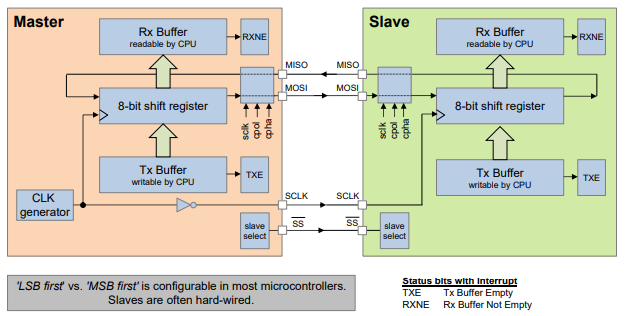 Master
Rx Buffer
readable by CPU
RXNE
8-bit shift register
sclk
cpol
cpha
Tx Buffer
writable by CPU
TXE
CLK
generator
slave
select
MISO
MOSI
SCLK
SS
MISO
MOSI
SCLK
SS
Slave
Rx Buffer
readable by CPU
RXNE
sclk
cpol
cpha
8-bit shift register
Tx Buffer
writable by CPU
TXE
slave
select
'LSB first' vs. 'MSB first' is configurable in most microcontrollers.
Slaves are often hard-wired.
Status bits with Interrupt
TXE Tx Buffer Empty
RXNE Rx Buffer Not Empty